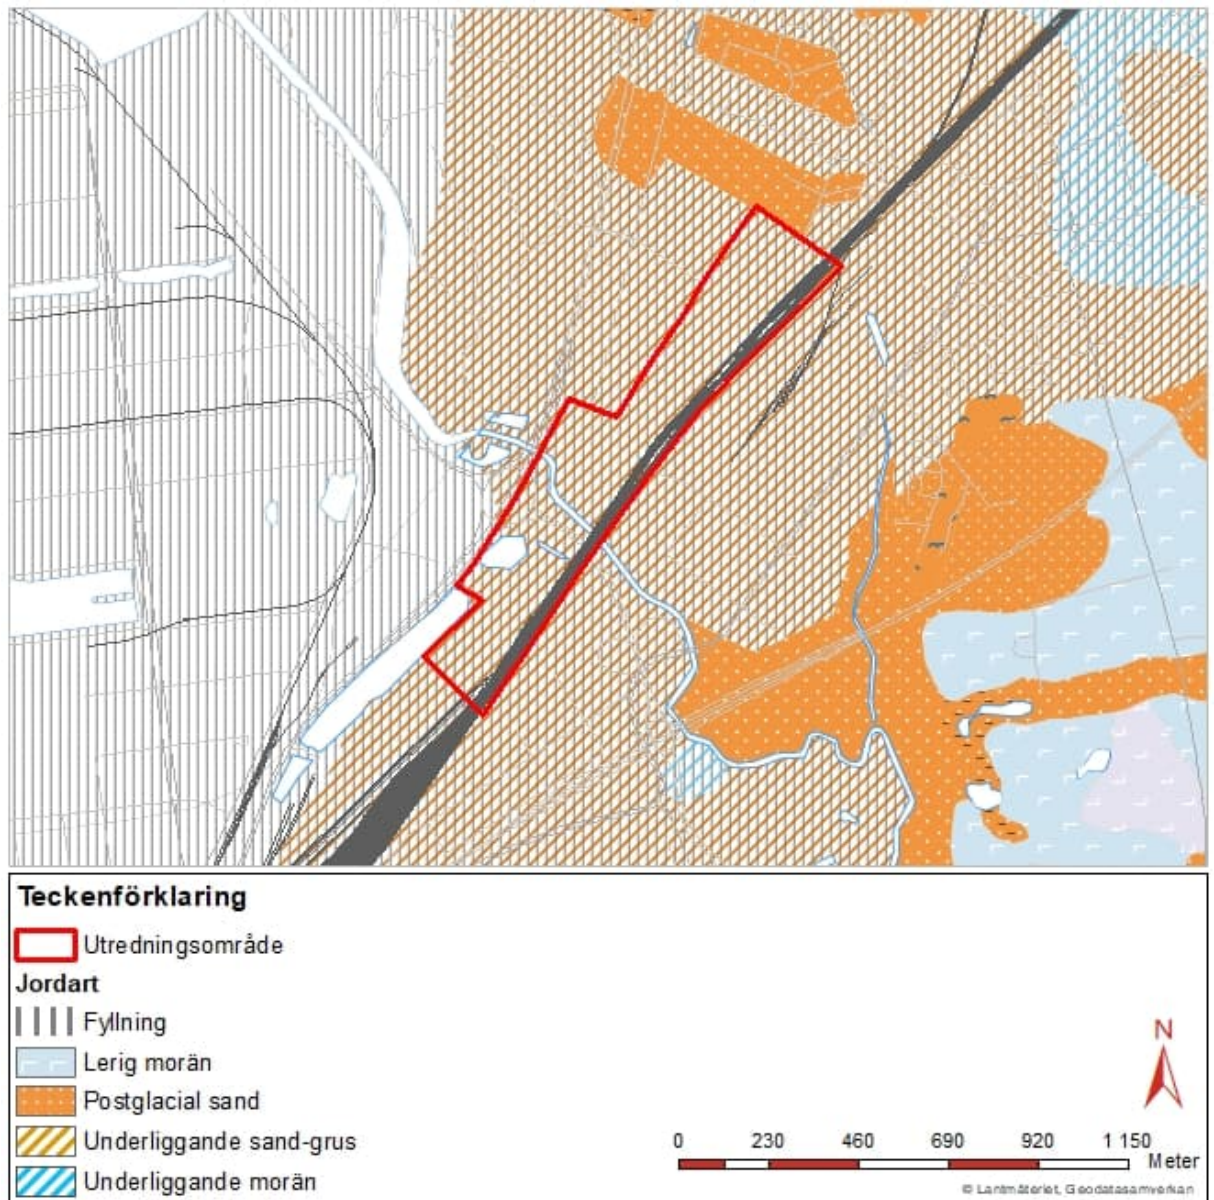 Teckenförklaring
Utredningsområde
Jordart
Fyllning
Lerig morän
Postglacial sand
Underliggande sand-grus
Underliggande morän
N
0 230 460 690 920 1 150
Meter
© Lantmäteriet, Geodatasamverkan